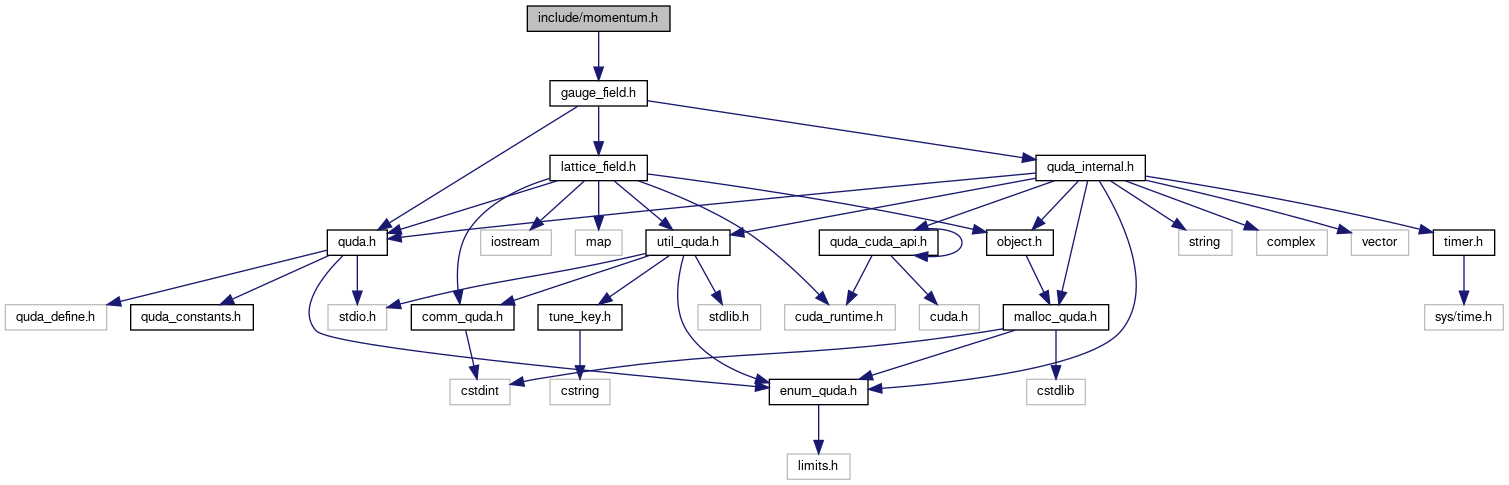 include/momentum.h
gauge_field.h
lattice_field.h
quda_internal.h
quda.h
iostream
map
util_quda.h
quda_cuda_api.h
object.h
string
complex
vector
timer.h
quda_define.h
quda_constants.h
stdio.h
comm_quda.h
tune_key.h
stdlib.h
cuda_runtime.h
cuda.h
malloc_quda.h
sys/time.h
cstdint
cstring
enum_quda.h
cstdlib
limits.h